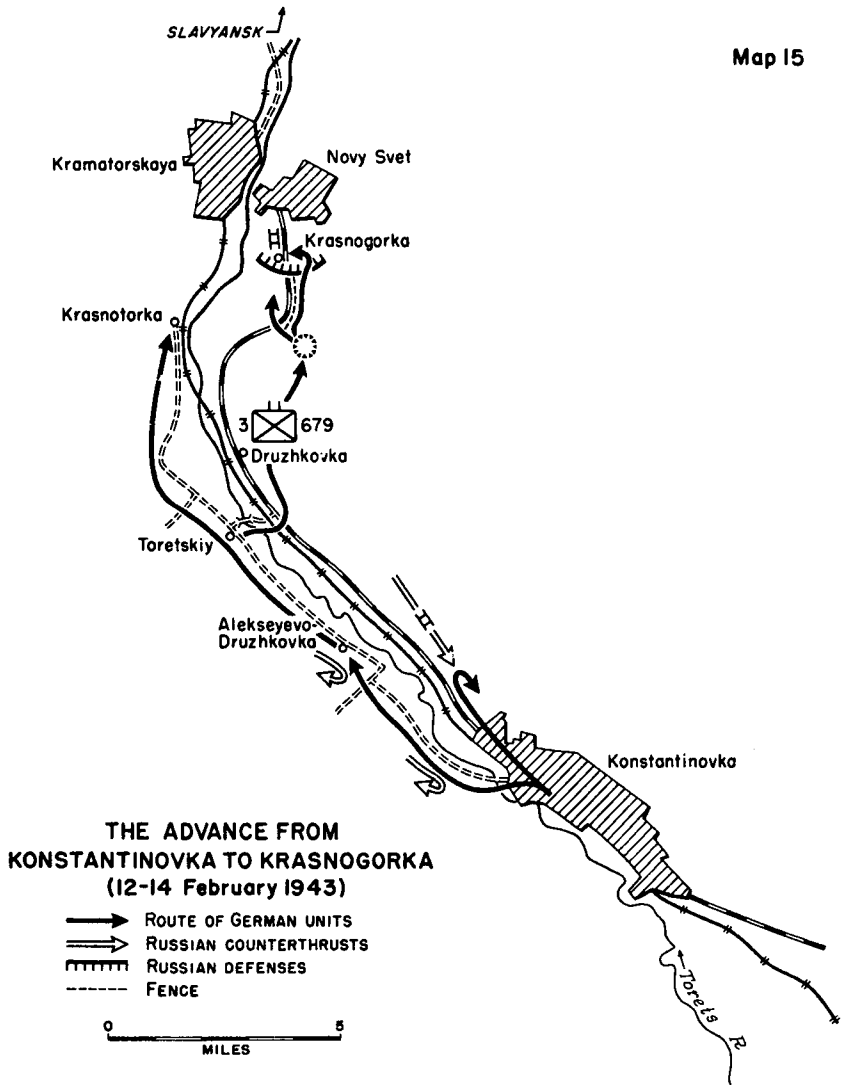 SLAVYANSK
Map 15
Kramatorskaya
Novy Svet
Krasnogorka
Krasnotorka
3 679
Druzhkovka
Toretskiy
Alekseyevo-
Druzhkovka
Konstantinovka
THE ADVANCE FROM
KONSTANTINOVKA TO KRASNOGORKA
(12-14 February 1943)
ROUTE OF GERMAN UNITS
RUSSIAN COUNTERTHRUSTS
RUSSIAN DEFENSES
FENCE
0 5
MILES
Torets R